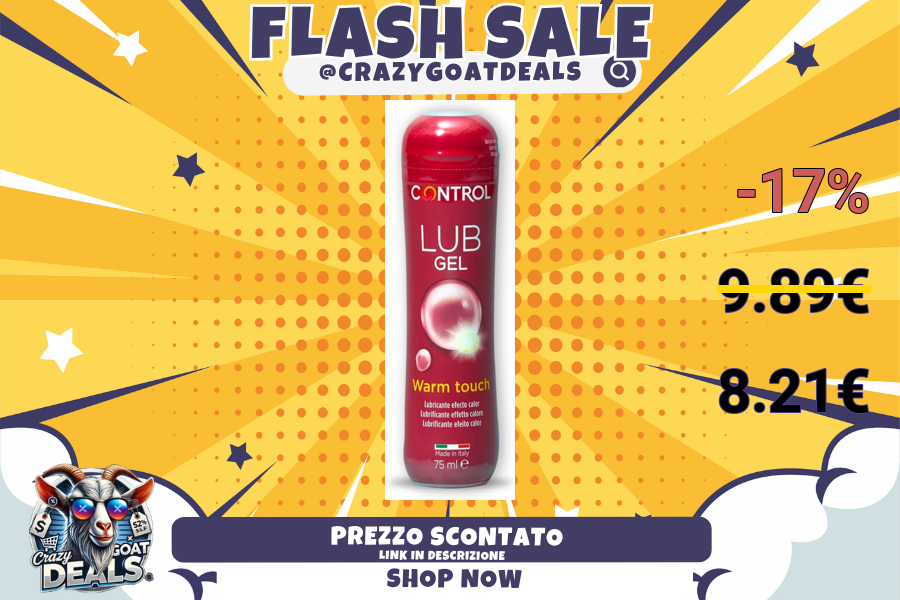 FLASH SALE
@CRAZYGOATDEALS
-17%
9.89€
8.21€
CONTROL
LUB
GEL
Warm touch
Lubricante efecto calor
Lubrificante effetto calore
Lubrificante efeito calor
Made in Italy
75 ml e
$
52%
Crazy
GOAT
DEALS
PREZZO SCONTATO
LINK IN DESCRIZIONE
SHOP NOW